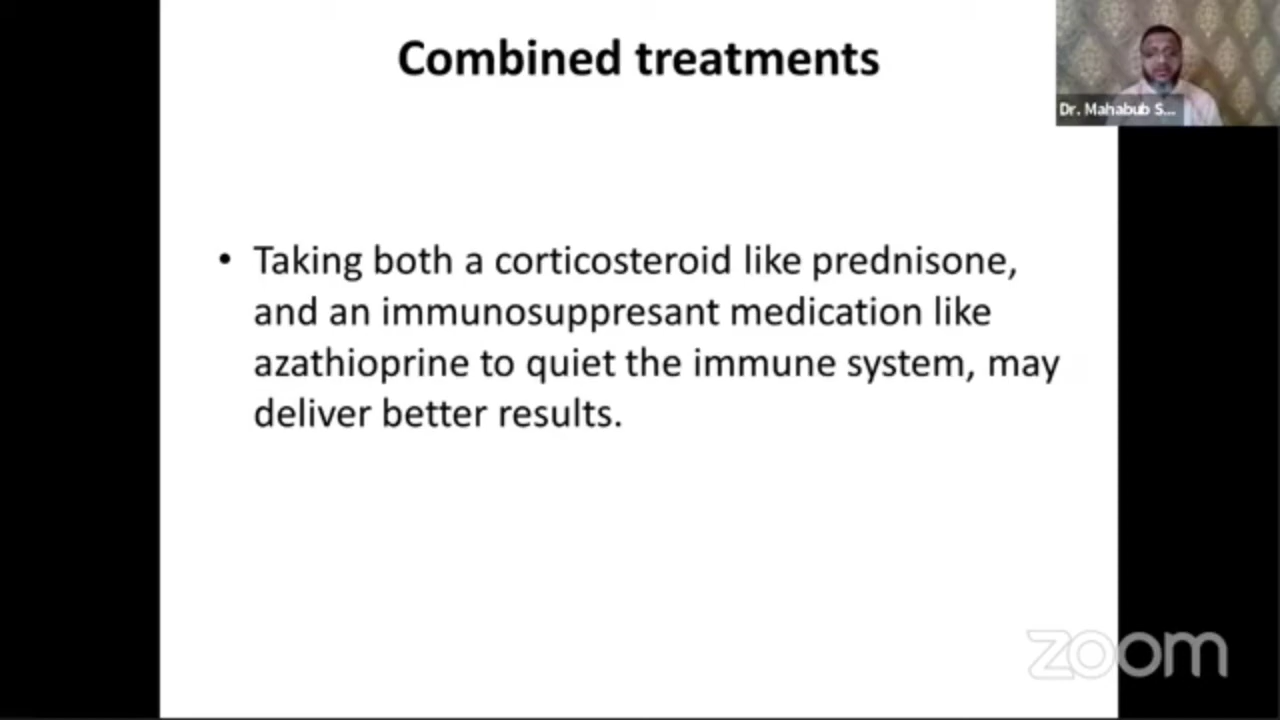 Combined treatments
Dr. Mahabub S...
• Taking both a corticosteroid like prednisone,
and an immunosuppresant medication like
azathioprine to quiet the immune system, may
deliver better results.
zoom